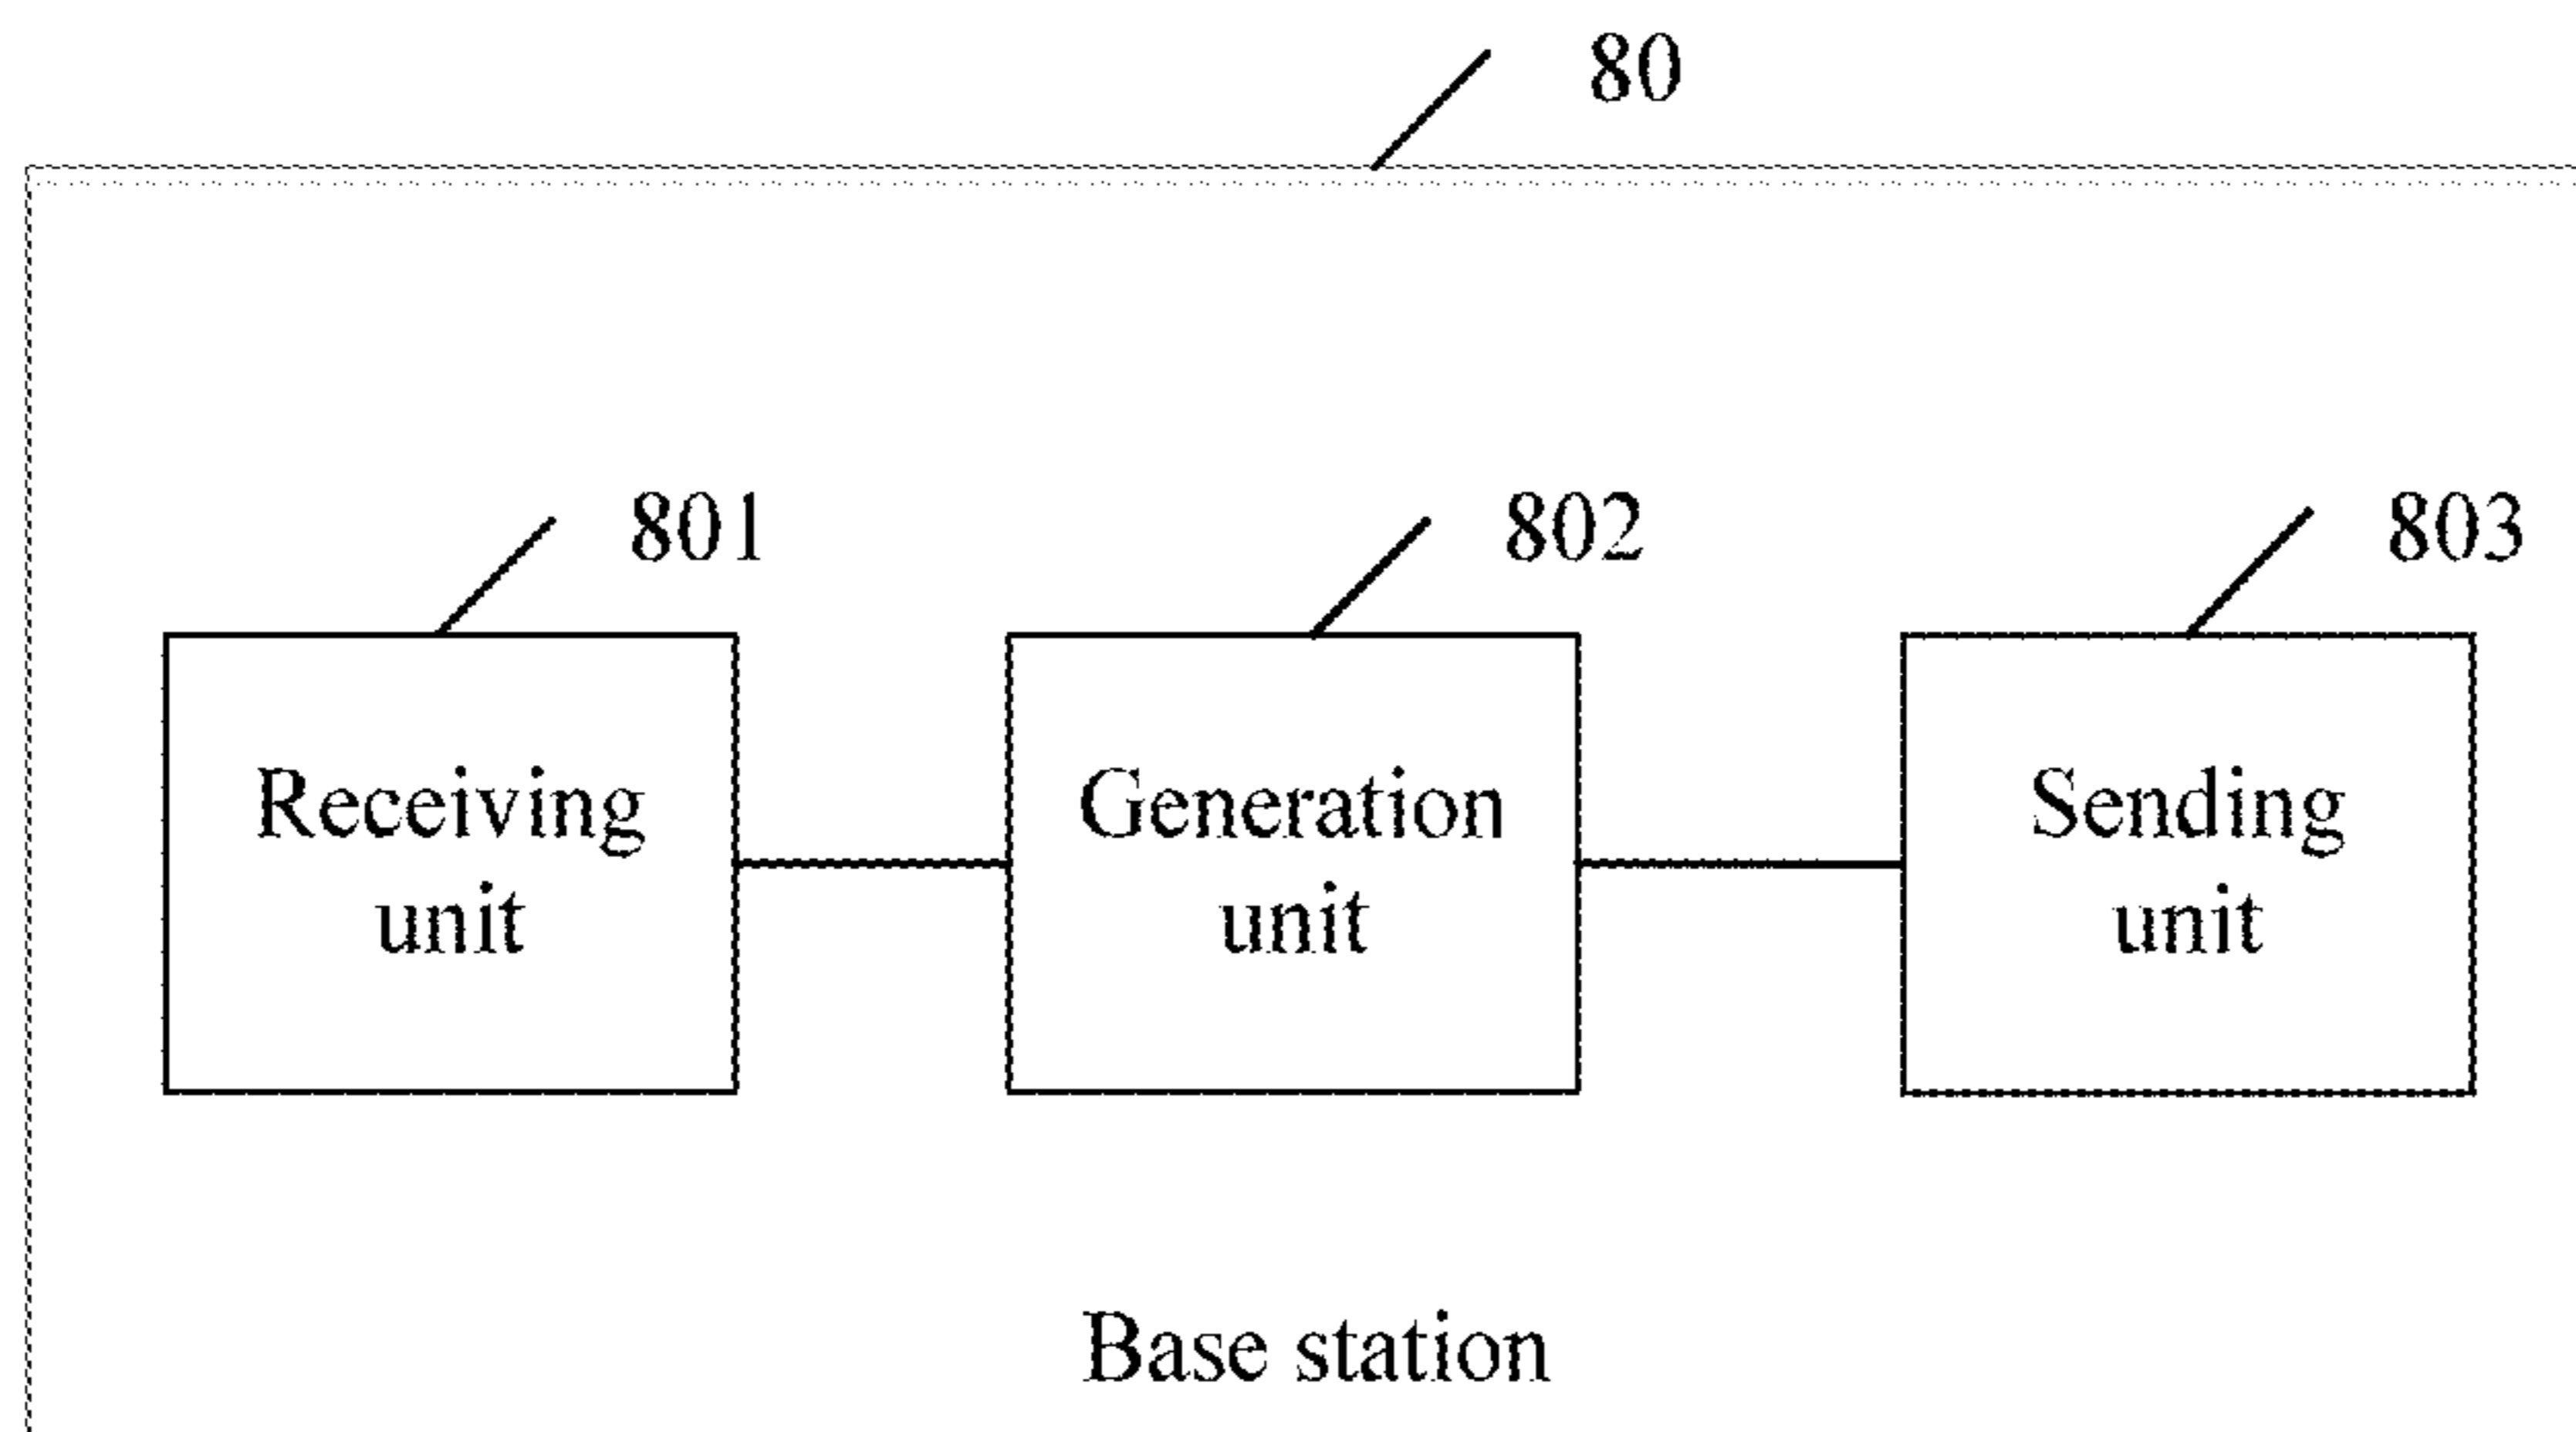 80
801
802
803
Receiving
unit
Generation
unit
Sending
unit
Base station